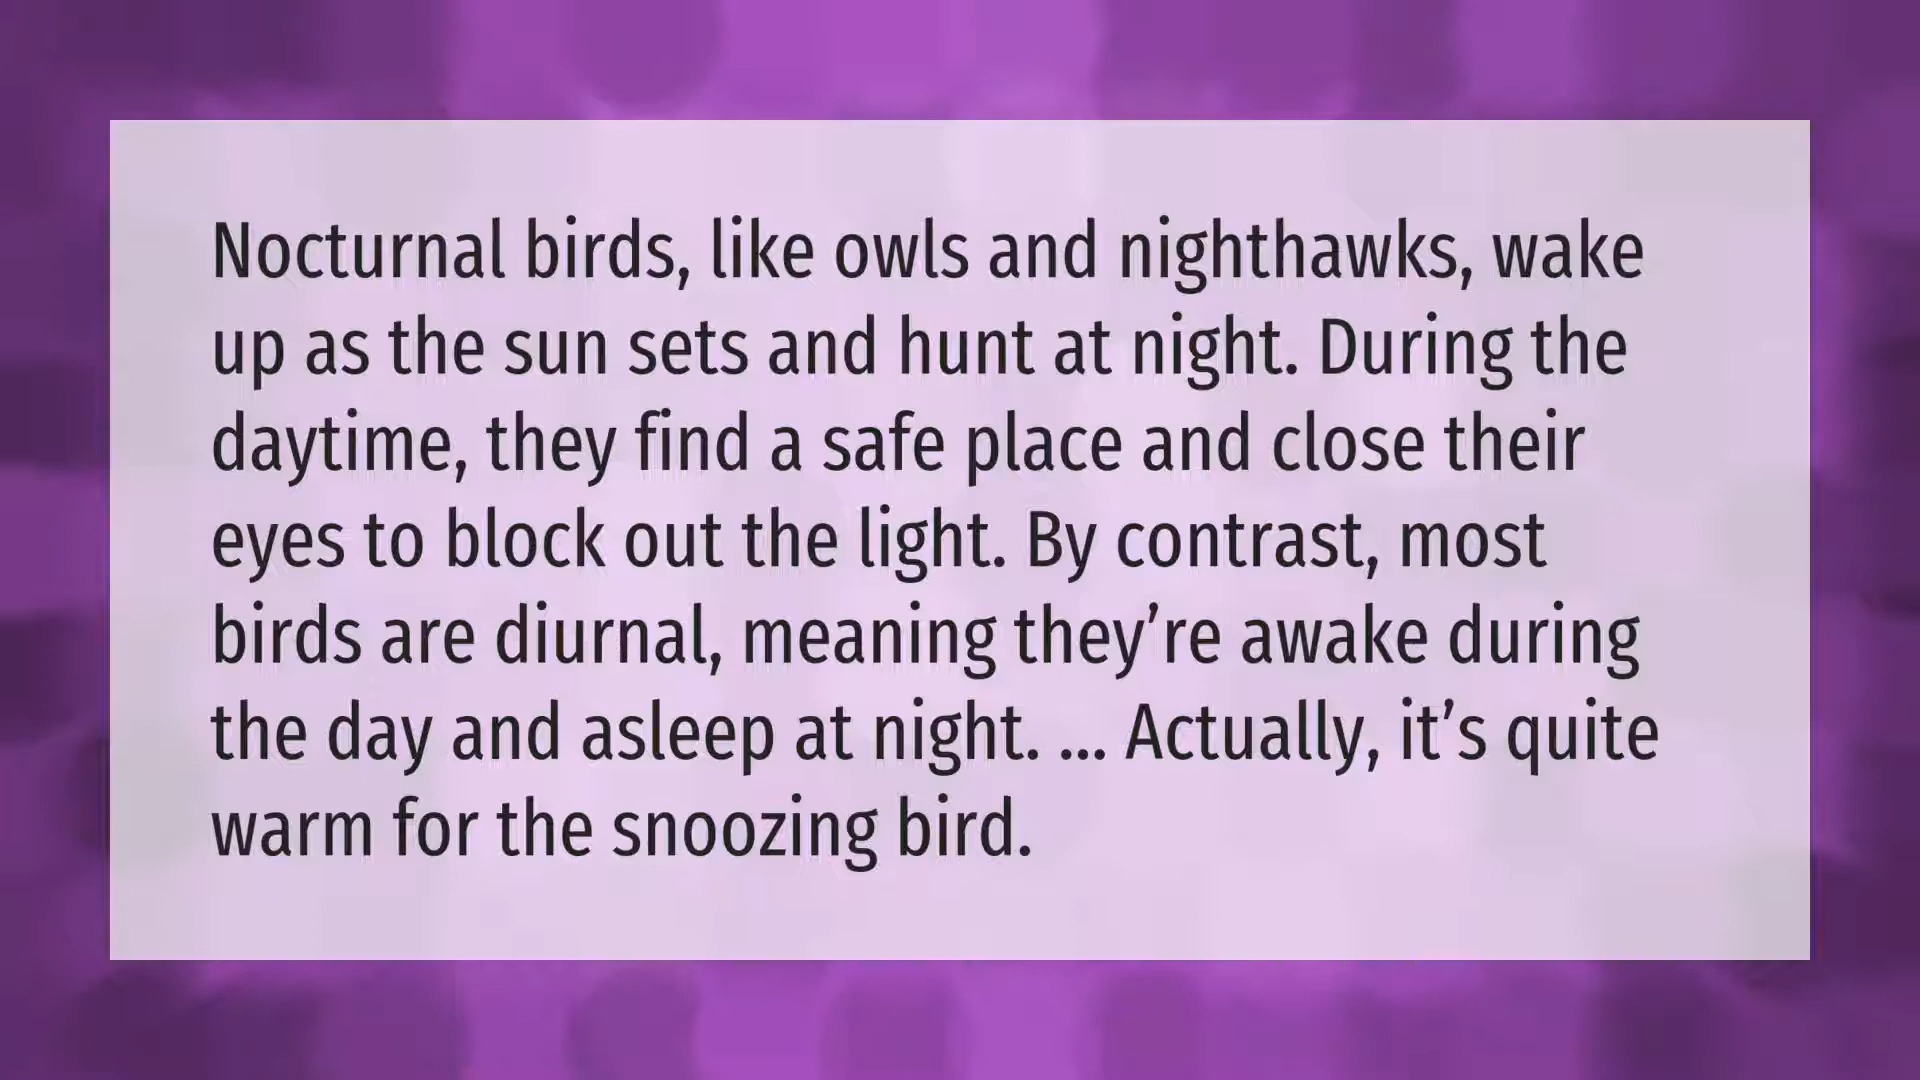 Nocturnal birds, like owls and nighthawks, wake
up as the sun sets and hunt at night. During the
daytime, they find a safe place and close their
eyes to block out the light. By contrast, most
birds are diurnal, meaning they’re awake during
the day and asleep at night. ... Actually, it’s quite
warm for the snoozing bird.